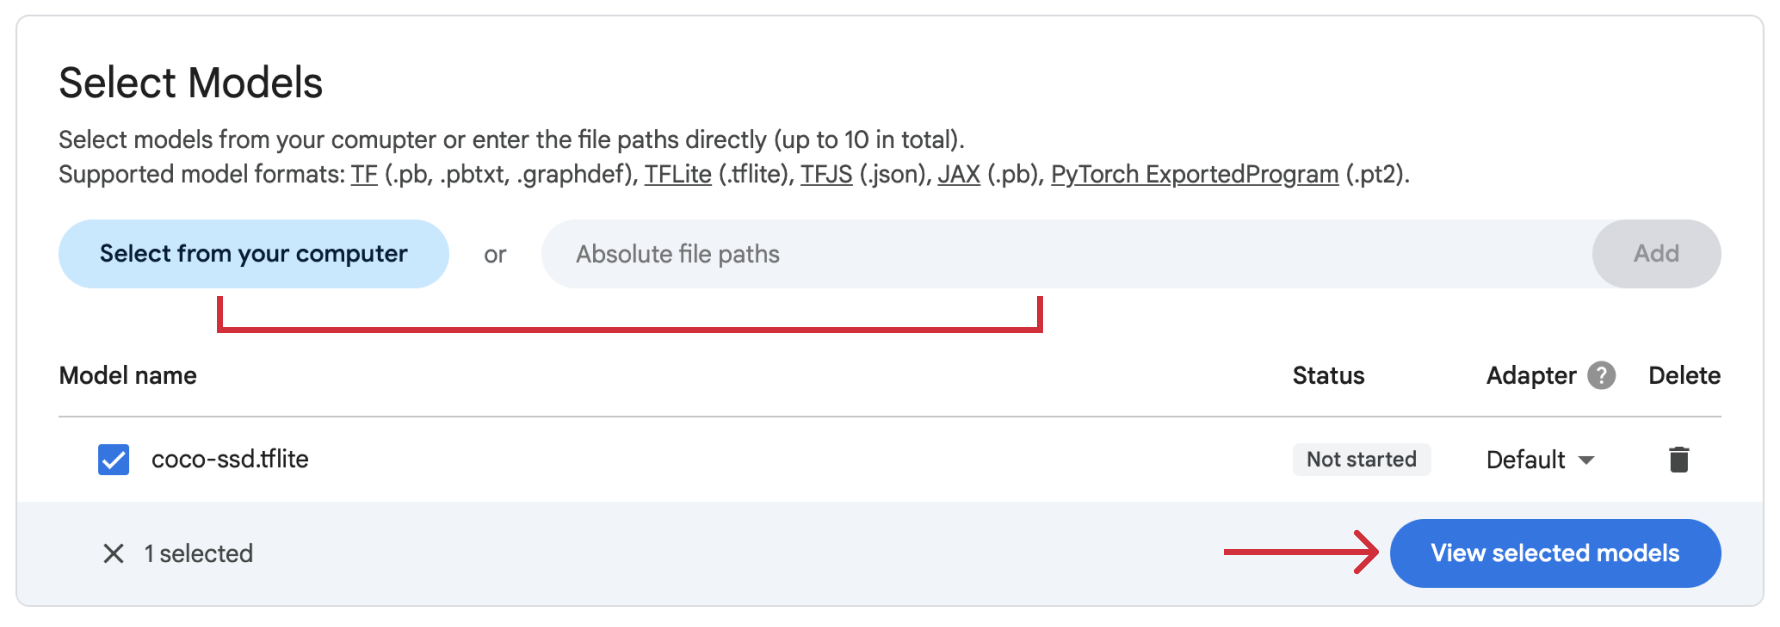 Select Models
Select models from your comupter or enter the file paths directly (up to 10 in total).
Supported model formats: TF (.pb, .pbtxt, .graphdef), TFLite (.tflite), TFJS (.json), JAX (.pb), PyTorch ExportedProgram (.pt2).
Select from your computer or Absolute file paths Add
Model name Status Adapter ? Delete
coco-ssd.tflite Not started Default
1 selected View selected models